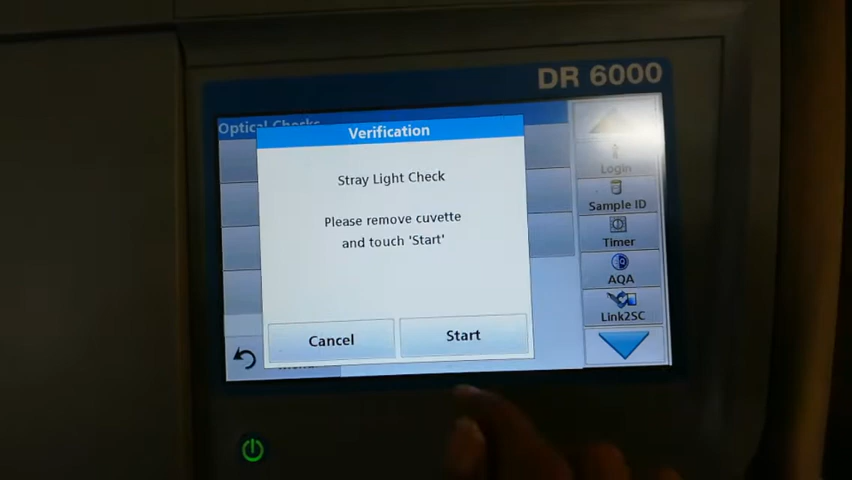 DR 6000
Optical Checks
Verification
Stray Light Check
Please remove cuvette
and touch 'Start'
Cancel
Start
Login
Sample ID
Timer
AQA
Link2SC